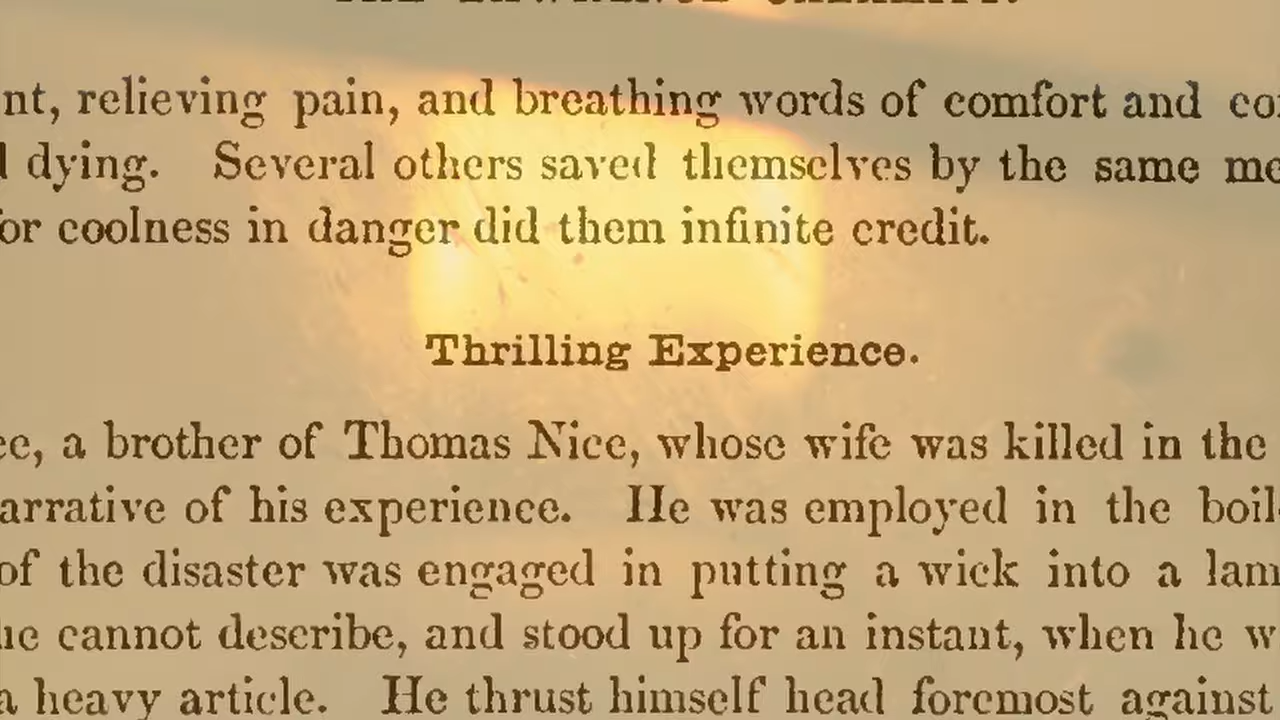 nt, relieving pain, and breathing words of comfort and
dying. Several others saved themselves by the same
for coolness in danger did them infinite credit.
Thrilling Experience.
a brother of Thomas Nice, whose wife was killed in the
arrative of his experience. He was employed in the boil
of the disaster was engaged in putting a wick into a lam
cannot describe, and stood up for an instant, when he w
a heavy article. He thrust himself head foremost against